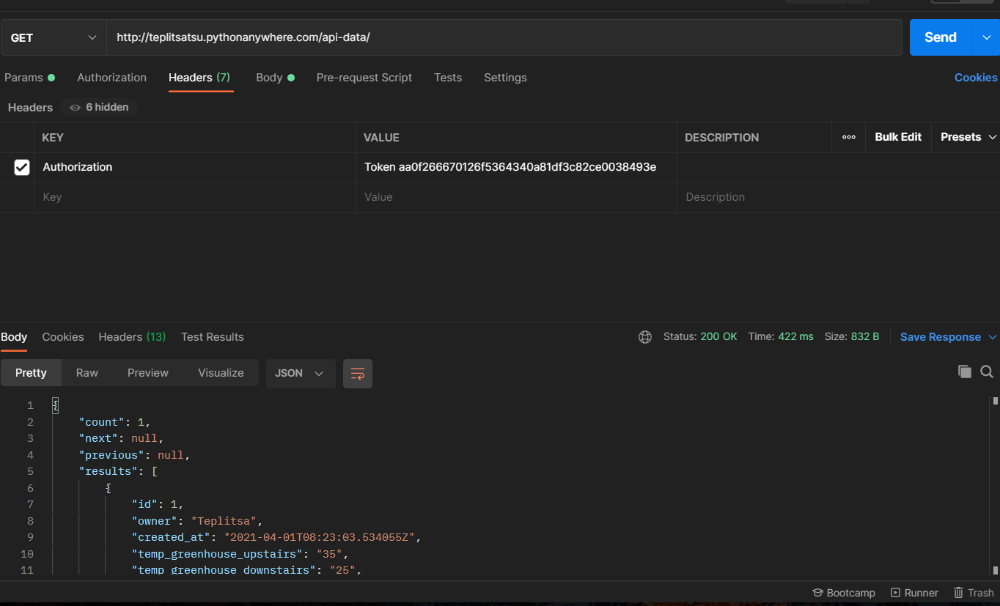 GET http://teplitsatsu.pythonanywhere.com/api-data/ Send
Params Authorization Headers (7) Body Pre-request Script Tests Settings Cookies
Headers 6 hidden
KEY VALUE DESCRIPTION Bulk Edit Presets
Authorization Token aa0f266670126f5364340a81df3c82ce0038493e
Key Value Description
Body Cookies Headers (13) Test Results Status: 200 OK Time: 422 ms Size: 832 B Save Response
Pretty Raw Preview Visualize JSON
1 {
2 "count": 1,
3 "next": null,
4 "previous": null,
5 "results": [
6 {
7 "id": 1,
8 "owner": "Teplitsa",
9 "created_at": "2021-04-01T08:23:03.534055Z",
10 "temp_greenhouse_upstairs": "35",
11 "temp_greenhouse_downstairs": "25",
Bootcamp Runner Trash